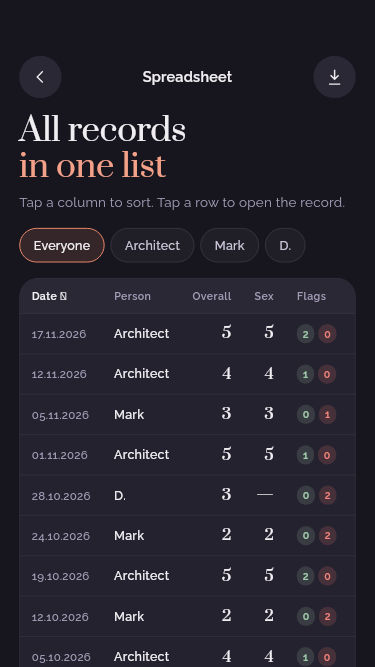 Spreadsheet
All records
in one list
Tap a column to sort. Tap a row to open the record.
Everyone Architect Mark D.
Date Person Overall Sex Flags
17.11.2026 Architect 5 5 2 0
12.11.2026 Architect 4 4 1 0
05.11.2026 Mark 3 3 0 1
01.11.2026 Architect 5 5 1 0
28.10.2026 D. 3 — 0 2
24.10.2026 Mark 2 2 0 2
19.10.2026 Architect 5 5 2 0
12.10.2026 Mark 2 2 0 2
05.10.2026 Architect 4 4 1 0